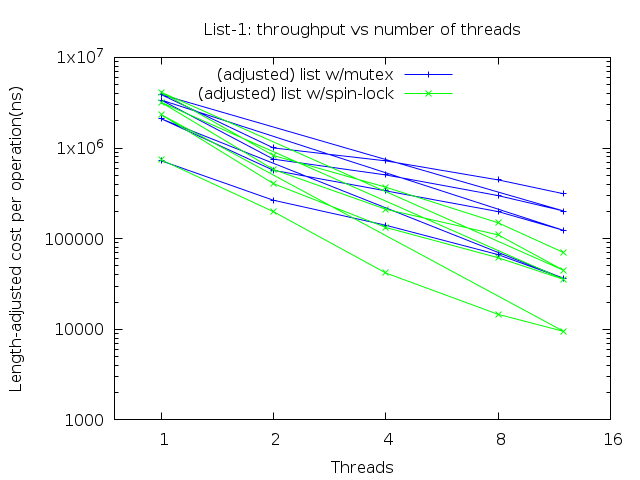 List-1: throughput vs number of threads
1x10^7
(adjusted) list w/mutex
(adjusted) list w/spin-lock
1x10^6
100000
10000
1000
Length-adjusted cost per operation(ns)
1 2 4 8 16
Threads